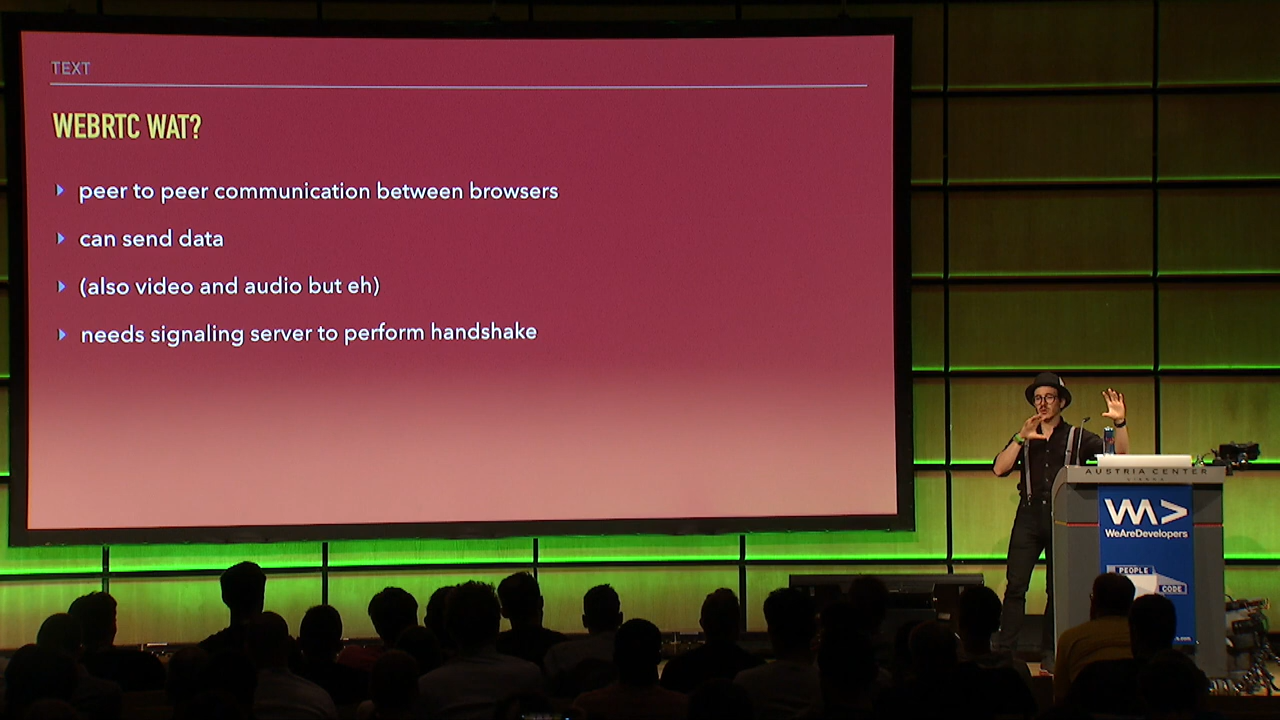 TEXT
WEBRTC WAT?
peer to peer communication between browsers
can send data
(also video and audio but eh)
needs signaling server to perform handshake
AUSTRIA CENTER
VIENNA
WeAreDevelopers
PEOPLE
CODE